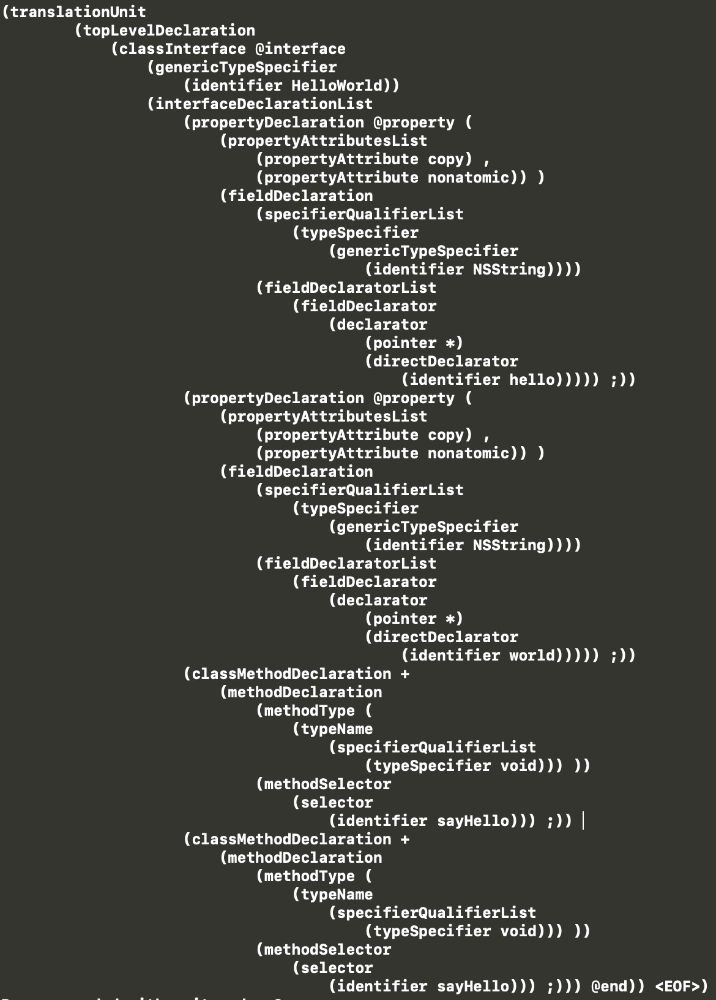 (translationUnit
(topLevelDeclaration
(classInterface @interface
(genericTypeSpecifier
(identifier HelloWorld))
(interfaceDeclarationList
(propertyDeclaration @property (
(propertyAttributesList
(propertyAttribute copy) ,
(propertyAttribute nonatomic)) )
(fieldDeclaration
(specifierQualifierList
(typeSpecifier
(genericTypeSpecifier
(identifier NSString))))
(fieldDeclaratorList
(fieldDeclarator
(declarator
(pointer *)
(directDeclarator
(identifier hello))))) ;))
(propertyDeclaration @property (
(propertyAttributesList
(propertyAttribute copy) ,
(propertyAttribute nonatomic)) )
(fieldDeclaration
(specifierQualifierList
(typeSpecifier
(genericTypeSpecifier
(identifier NSString))))
(fieldDeclaratorList
(fieldDeclarator
(declarator
(pointer *)
(directDeclarator
(identifier world))))) ;))
(classMethodDeclaration +
(methodDeclaration
(methodType (
(typeName
(specifierQualifierList
(typeSpecifier void))) ))
(methodSelector
(selector
(identifier sayHello))) ;))
(classMethodDeclaration +
(methodDeclaration
(methodType (
(typeName
(specifierQualifierList
(typeSpecifier void))) ))
(methodSelector
(selector
(identifier sayHello))) ;))) @end)) <EOF>)